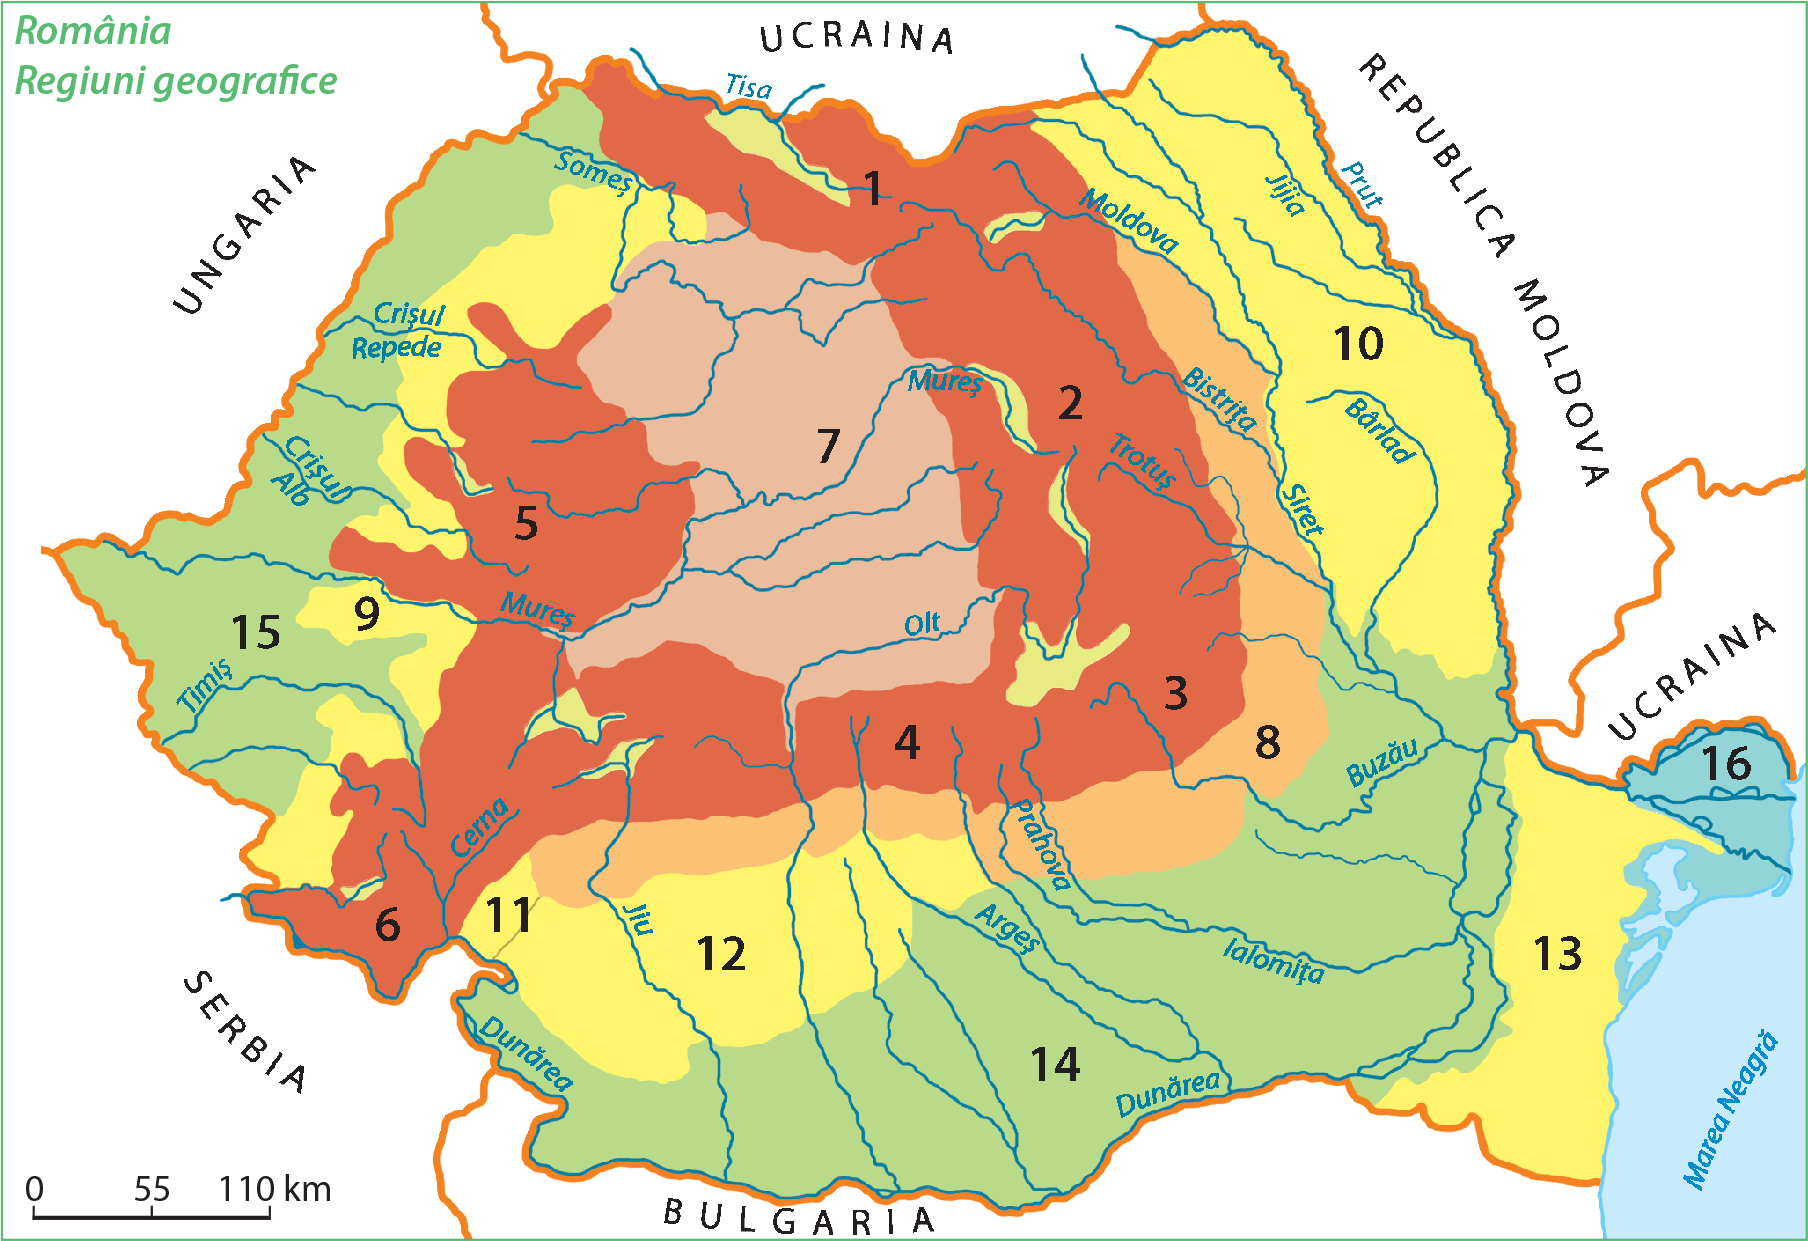 România
Regiuni geografice
UCRAINA
REPUBLICA MOLDOVA
UNGARIA
Tisa
Someș
1
Moldova
Jijia
Prut
Crișul
Repede
10
Mureș
2
Bistrița
Bârlad
7
Trotuș
Crișul
Alb
5
Siret
9
Mureș
15
Olt
Timiș
3
4
8
Buzău
UCRAINA
16
Cerna
Prahova
6
11
Jiu
12
Argeș
Ialomița
13
SERBIA
Dunărea
14
Dunărea
Marea Neagră
0 55 110 km
BULGARIA